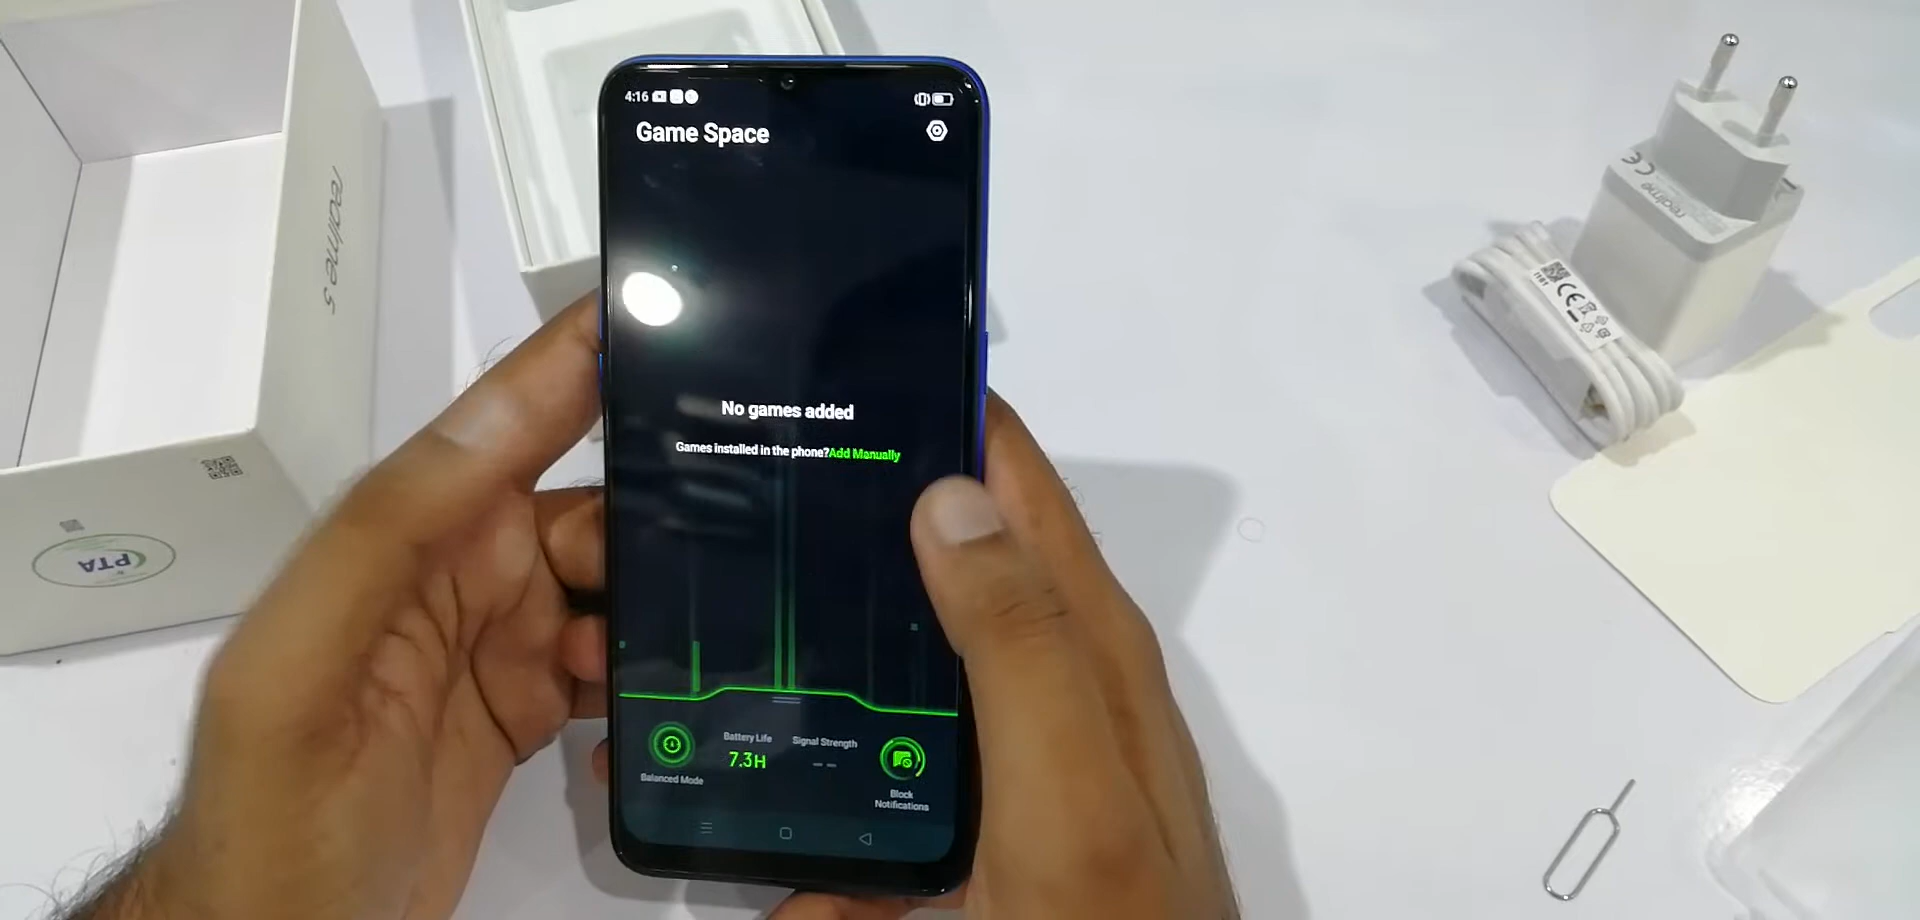 4:16
Game Space
No games added
Games installed in the phone?Add Manually
Battery Life
7.3H
Signal Strength
--
Balanced Mode
Block
Notifications
realme 5
PTA
CE
realme
CE